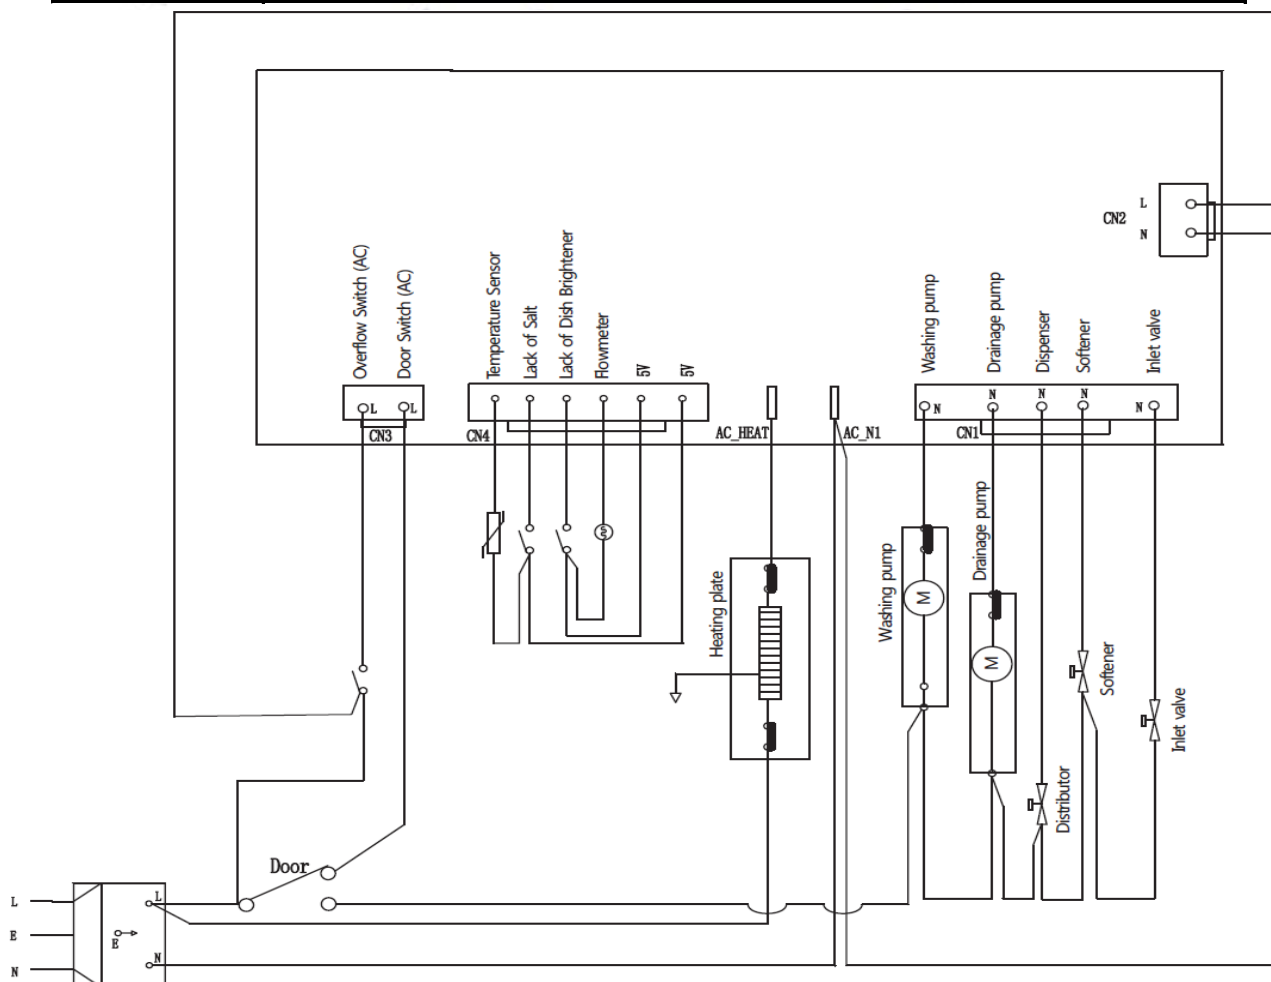 L
CN2
N
Overflow Switch (AC)
Door Switch (AC)
Temperature Sensor
Lack of Salt
Lack of Dish Brightener
Flowmeter
5V
5V
Washing pump
Drainage pump
Dispenser
Softener
Inlet valve
L
L
N
N
N
N
N
CN3
CN4
AC_HEAT
AC_N1
CN1
Heating plate
Washing pump
M
Drainage pump
M
Softener
Inlet valve
Distributor
Door
L
L
E
E
N
N